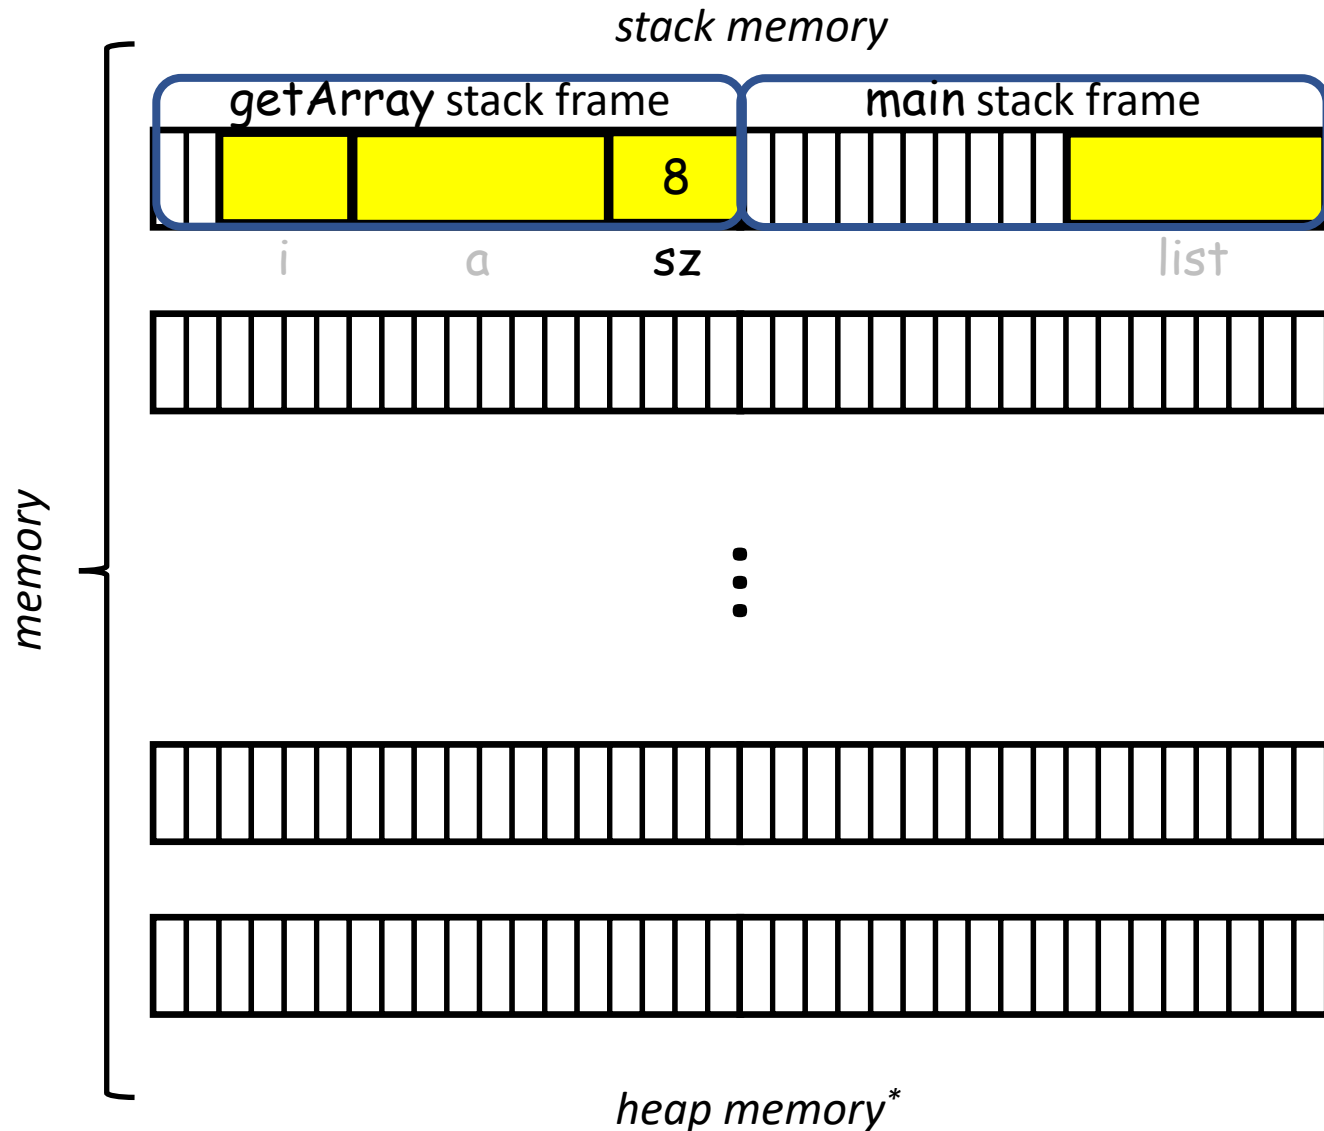 stack memory
getArray stack frame main stack frame
8
i a sz list
memory
heap memory*